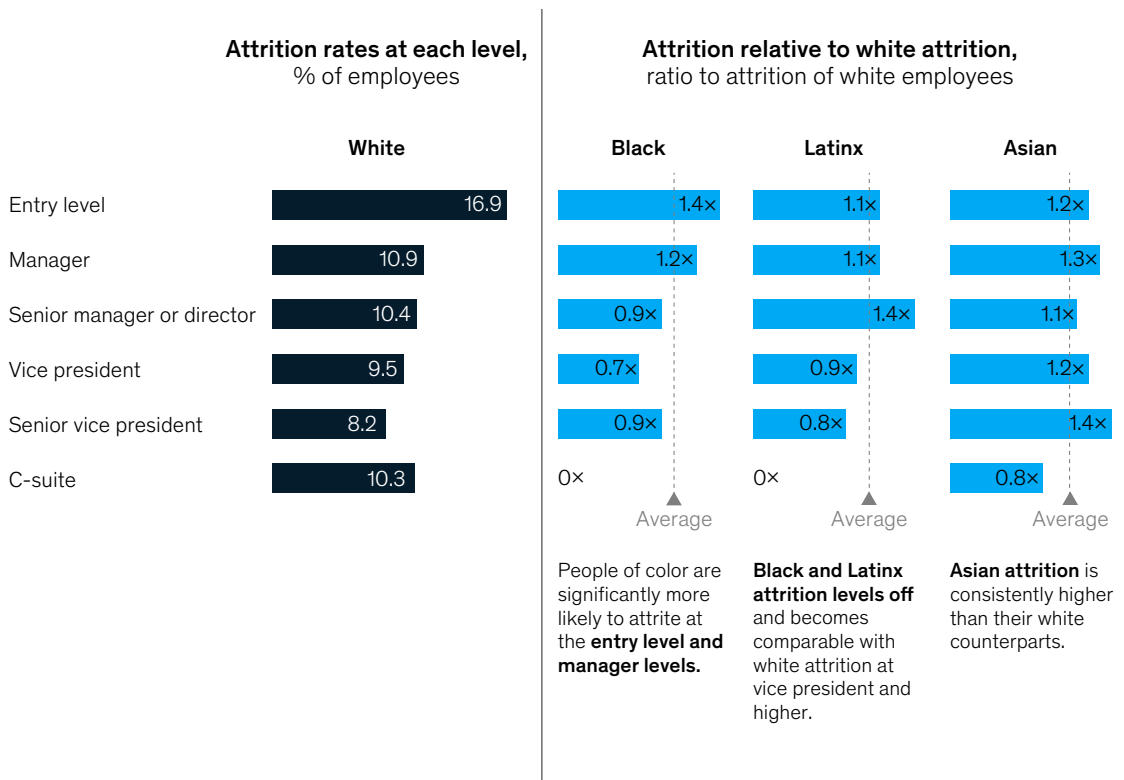 Attrition rates at each level,
% of employees
Attrition relative to white attrition,
ratio to attrition of white employees
White
Black
Latinx
Asian
Entry level
16.9
1.4×
1.1×
1.2×
Manager
10.9
1.2×
1.1×
1.3×
Senior manager or director
10.4
0.9×
1.4×
1.1×
Vice president
9.5
0.7×
0.9×
1.2×
Senior vice president
8.2
0.9×
0.8×
1.4×
C-suite
10.3
0×
0×
0.8×
Average
Average
Average
People of color are
significantly more
likely to attrite at
the entry level and
manager levels.
Black and Latinx
attrition levels off
and becomes
comparable with
white attrition at
vice president and
higher.
Asian attrition is
consistently higher
than their white
counterparts.